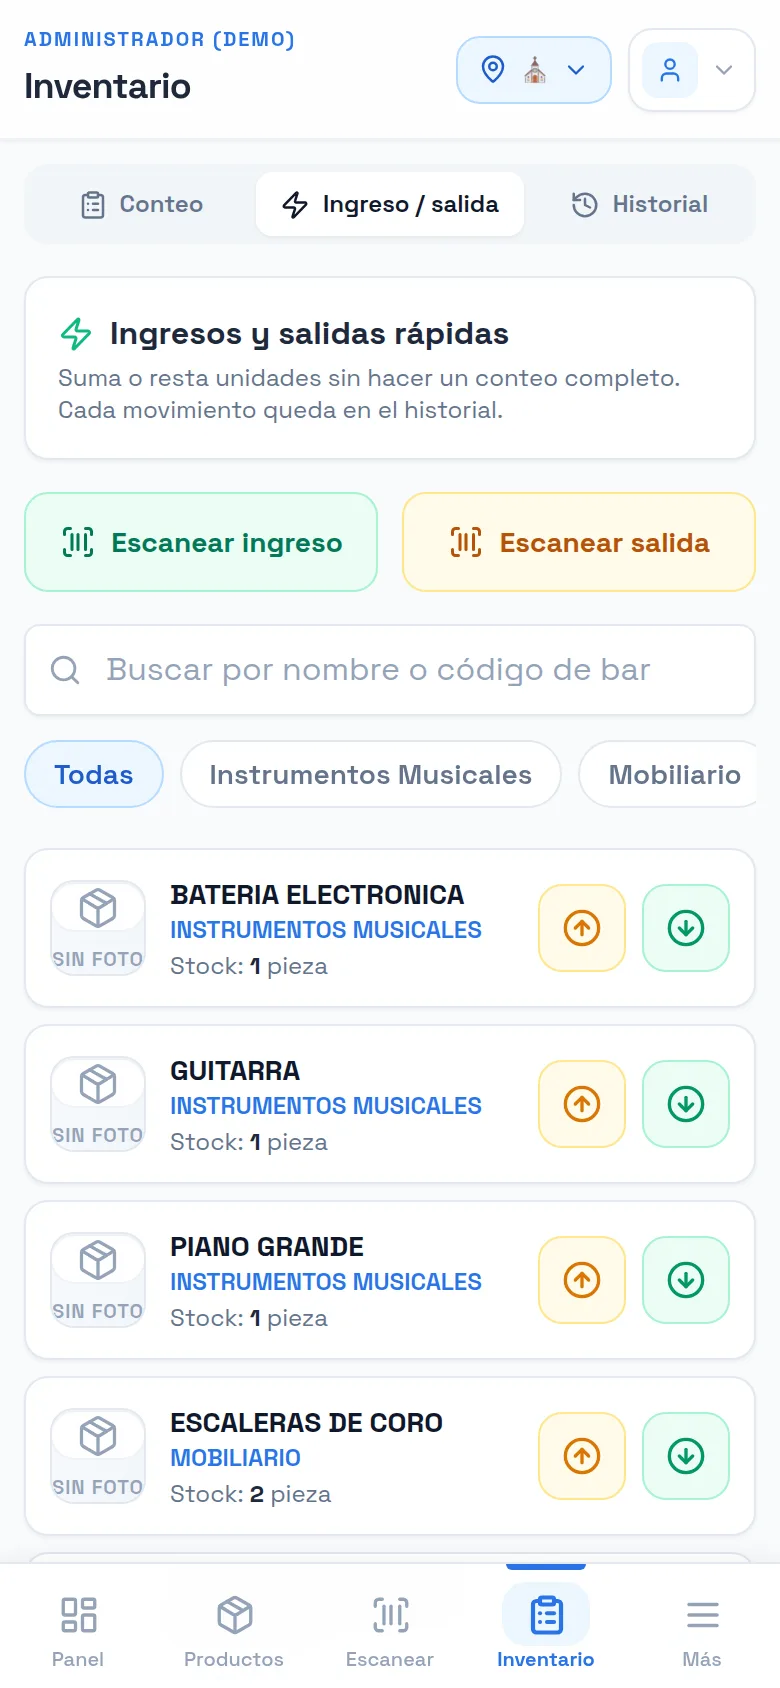 ADMINISTRADOR (DEMO)
Inventario
Conteo
Ingreso / salida
Historial
Ingresos y salidas rápidas
Suma o resta unidades sin hacer un conteo completo.
Cada movimiento queda en el historial.
Escanear ingreso
Escanear salida
Buscar por nombre o código de bar
Todas
Instrumentos Musicales
Mobiliario
SIN FOTO
BATERIA ELECTRONICA
INSTRUMENTOS MUSICALES
Stock: 1 pieza
SIN FOTO
GUITARRA
INSTRUMENTOS MUSICALES
Stock: 1 pieza
SIN FOTO
PIANO GRANDE
INSTRUMENTOS MUSICALES
Stock: 1 pieza
SIN FOTO
ESCALERAS DE CORO
MOBILIARIO
Stock: 2 pieza
Panel
Productos
Escanear
Inventario
Más